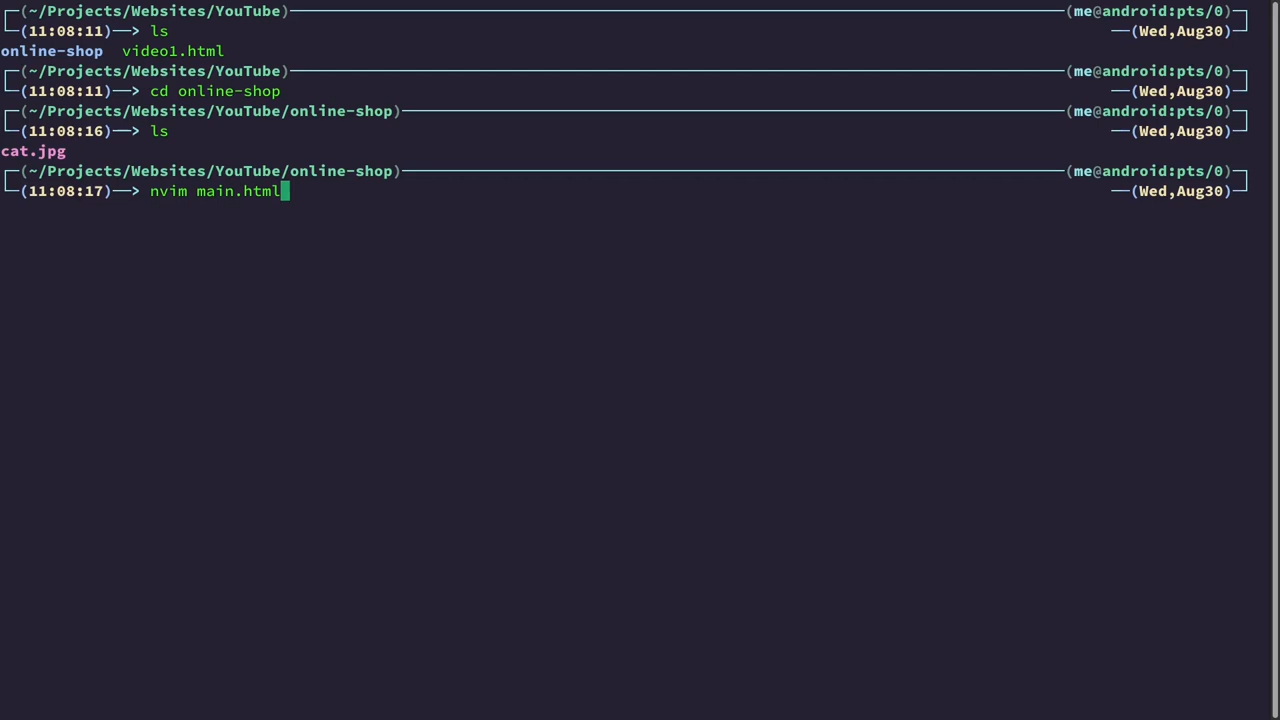 ┌─(~/Projects/Websites/YouTube)──────────(me@android:pts/0)─┐
└─(11:08:11)──> ls ──(Wed,Aug30)─┘
online-shop  video1.html
┌─(~/Projects/Websites/YouTube)──────────(me@android:pts/0)─┐
└─(11:08:11)──> cd online-shop ──(Wed,Aug30)─┘
┌─(~/Projects/Websites/YouTube/online-shop)──────────(me@android:pts/0)─┐
└─(11:08:16)──> ls ──(Wed,Aug30)─┘
cat.jpg
┌─(~/Projects/Websites/YouTube/online-shop)──────────(me@android:pts/0)─┐
└─(11:08:17)──> nvim main.html ──(Wed,Aug30)─┘